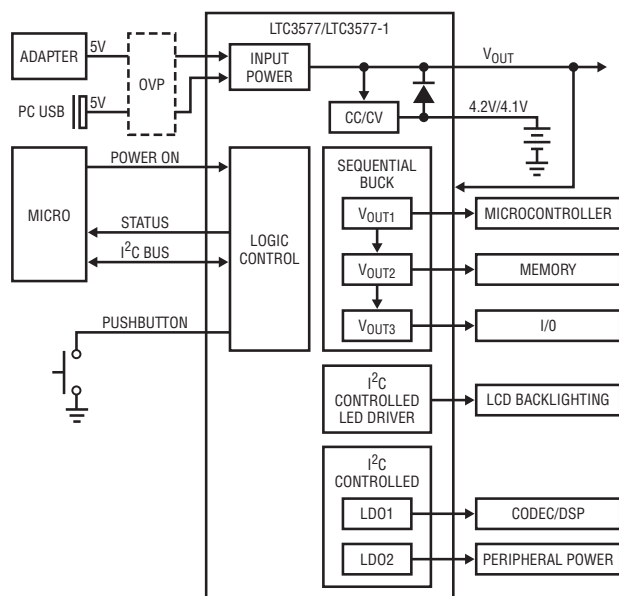 LTC3577/LTC3577-1
ADAPTER
5V
OVP
INPUT
POWER
VOUT
PC USB
5V
CC/CV
4.2V/4.1V
MICRO
POWER ON
STATUS
I2C BUS
LOGIC
CONTROL
PUSHBUTTON
SEQUENTIAL
BUCK
VOUT1
MICROCONTROLLER
VOUT2
MEMORY
VOUT3
I/0
I2C
CONTROLLED
LED DRIVER
LCD BACKLIGHTING
I2C
CONTROLLED
LDO1
CODEC/DSP
LDO2
PERIPHERAL POWER